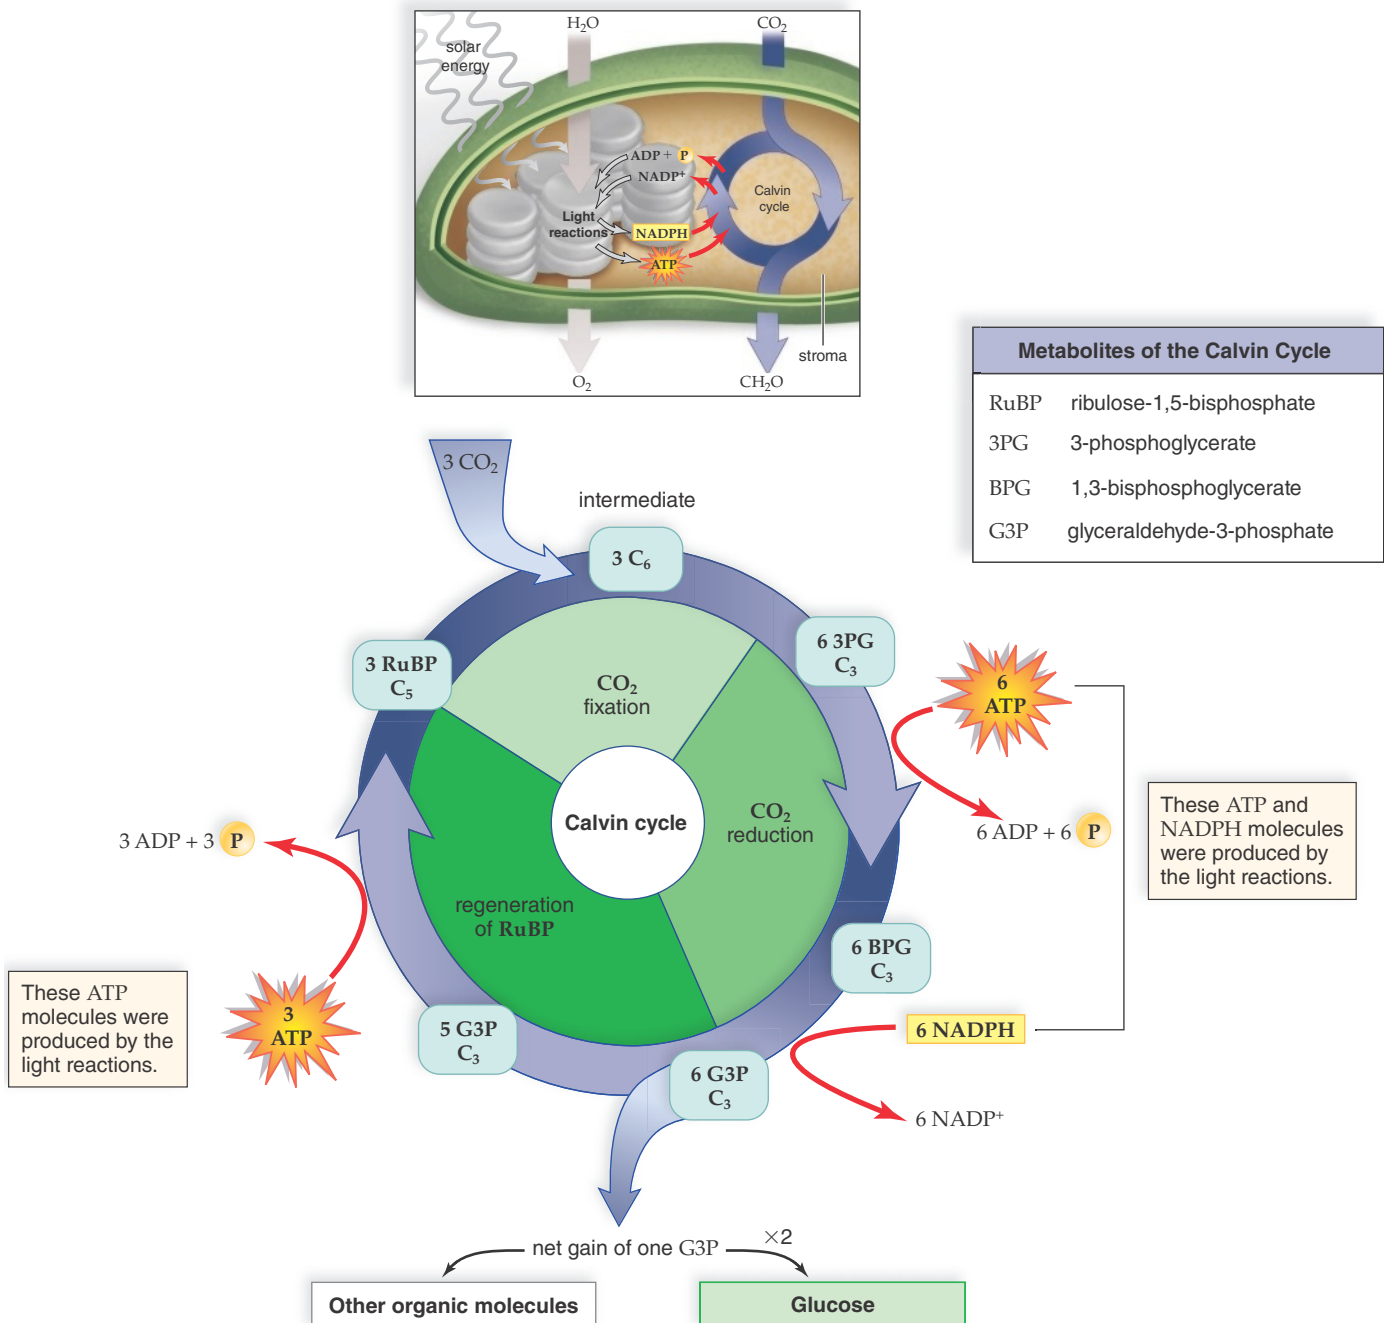 H₂O
CO₂
solar
energy
ADP + P
NADP⁺
Calvin
cycle
Light
reactions
NADPH
ATP
stroma
O₂
CH₂O
Metabolites of the Calvin Cycle
RuBP ribulose-1,5-bisphosphate
3PG 3-phosphoglycerate
BPG 1,3-bisphosphoglycerate
G3P glyceraldehyde-3-phosphate
3 CO₂
intermediate
3 C₆
6 3PG
C₃
3 RuBP
C₅
CO₂
fixation
6
ATP
CO₂
reduction
Calvin cycle
6 ADP + 6 P
These ATP and
NADPH molecules
were produced by
the light reactions.
3 ADP + 3 P
regeneration
of RuBP
6 BPG
C₃
These ATP
molecules were
produced by the
light reactions.
3
ATP
5 G3P
C₃
6 NADPH
6 G3P
C₃
6 NADP⁺
net gain of one G3P
×2
Other organic molecules
Glucose